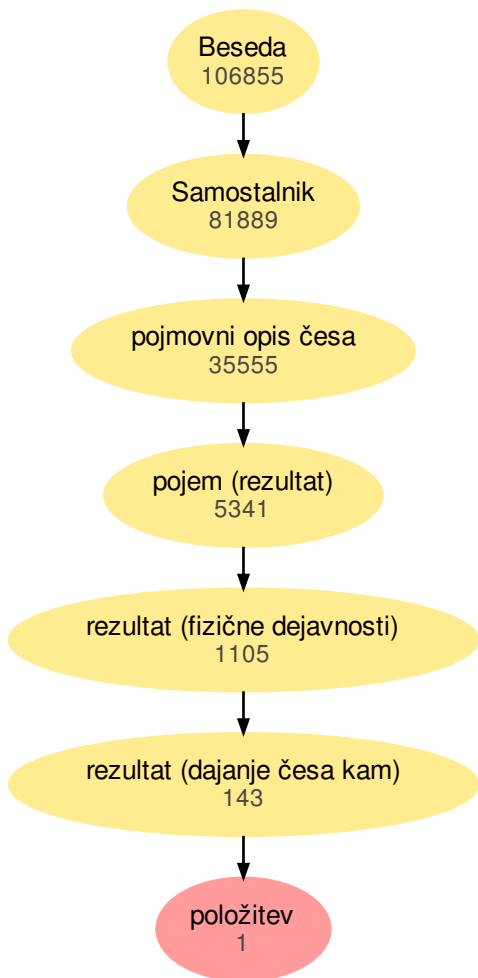 Beseda
106855
Samostalnik
81889
pojmovni opis česa
35555
pojem (rezultat)
5341
rezultat (fizične dejavnosti)
1105
rezultat (dajanje česa kam)
143
položitev
1